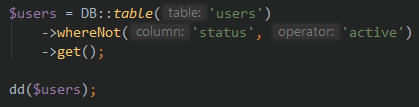 $users = DB::table( table: 'users')
->whereNot( column: 'status', operator: 'active')
->get();
dd($users);